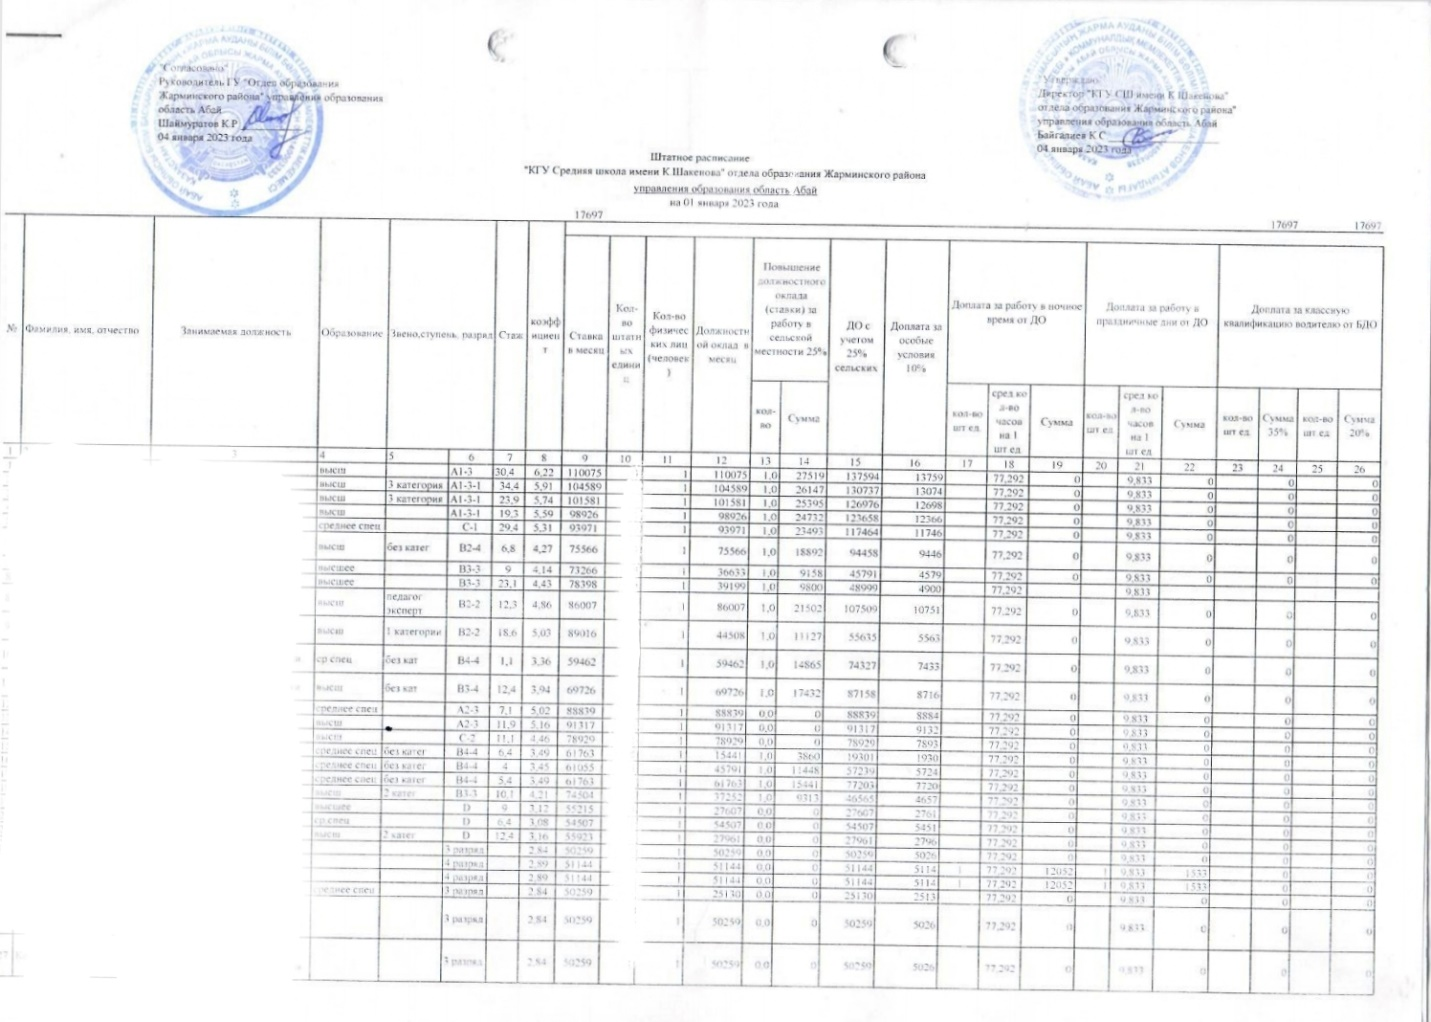 "Согласовано"
Руководитель ГУ "Отдел образования
Жарминского района" управления образования
область Абай
Шаймуратов К.Р
04 января 2023 года
"Утверждаю"
Директор "КГУ СШ имени К Шакенова"
отдела образования Жарминского района"
управления образования область Абай
Байгалиев К С
04 января 2023 года
Штатное расписание
"КГУ Средняя школа имени К Шакенова" отдела образования Жарминского района
управления образования область Абай
на 01 января 2023 года
17697 17697 17697
№ Фамилия, имя, отчество Занимаемая должность Образование Звено,ступень, разряд Стаж коэффициент Ставка в месяц Кол-во штатных единиц Кол-во физических лиц (человек) Должностной оклад в месяц Повышение должностного оклада (ставки) за работу в сельской местности 25% ДО с учетом 25% сельских Доплата за особые условия 10% Доплата за работу в ночное время от ДО Доплата за работу в праздничные дни от ДО Доплата за классную квалификацию водителю от БДО
кол-во Сумма кол-во шт ед сред кол-во часов на 1 шт ед Сумма кол-во шт ед сред кол-во часов на 1 шт ед Сумма кол-во шт ед Сумма 35% кол-во шт ед Сумма 20%
1 3 4 5 6 7 8 9 10 11 12 13 14 15 16 17 18 19 20 21 22 23 24 25 26
высш А1-3 30,4 6,22 110075 1 110075 1,0 27519 137594 13759 77,292 0 9,833 0 0 0
высш 3 категория А1-3-1 34,4 5,91 104589 1 104589 1,0 26147 130737 13074 77,292 0 9,833 0 0 0
высш 3 категория А1-3-1 23,9 5,74 101581 1 101581 1,0 25395 126976 12698 77,292 0 9,833 0 0 0
высш А1-3-1 19,3 5,59 98926 1 98926 1,0 24732 123658 12366 77,292 0 9,833 0 0 0
среднее спец С-1 29,4 5,31 93971 1 93971 1,0 23493 117464 11746 77,292 0 9,833 0 0 0
высш без катег В2-4 6,8 4,27 75566 1 75566 1,0 18892 94458 9446 77,292 0 9,833 0 0 0
высшее В3-3 9 4,14 73266 1 36633 1,0 9158 45791 4579 77,292 0 9,833 0 0 0
высшее В3-3 23,1 4,43 78398 1 39199 1,0 9800 48999 4900 77,292 9,833
высш педагог эксперт В2-2 12,3 4,86 86007 1 86007 1,0 21502 107509 10751 77,292 0 9,833 0 0 0
высш 1 категории В2-2 18,6 5,03 89016 1 44508 1,0 11127 55635 5563 77,292 0 9,833 0 0 0
ср спец без кат В4-4 1,1 3,36 59462 1 59462 1,0 14865 74327 7433 77,292 0 9,833 0 0 0
высш без кат В3-4 12,4 3,94 69726 1 69726 1,0 17432 87158 8716 77,292 0 9,833 0 0 0
среднее спец А2-3 7,1 5,02 88839 1 88839 0,0 0 88839 8884 77,292 0 9,833 0 0 0
высш А2-3 11,9 5,16 91317 1 91317 0,0 0 91317 9132 77,292 0 9,833 0 0 0
высш С-2 11,1 4,46 78929 1 78929 0,0 0 78929 7893 77,292 0 9,833 0 0 0
среднее спец без катег В4-4 6,4 3,49 61763 1 15441 1,0 3860 19301 1930 77,292 0 9,833 0 0 0
среднее спец без катег В4-4 4 3,45 61055 1 45791 1,0 11448 57239 5724 77,292 0 9,833 0 0 0
среднее спец без катег В4-4 5,4 3,49 61763 1 61763 1,0 15441 77203 7720 77,292 0 9,833 0 0 0
высш 2 катег В3-3 10,1 4,21 74504 1 37252 1,0 9313 46565 4657 77,292 0 9,833 0 0 0
высшее D 9 3,12 55215 1 27607 0,0 0 27607 2761 77,292 0 9,833 0 0 0
ср.спец D 6,4 3,08 54507 1 54507 0,0 0 54507 5451 77,292 0 9,833 0 0 0
высш 2 катег D 12,4 3,16 55923 1 27961 0,0 0 27961 2796 77,292 0 9,833 0 0 0
3 разряд 2,84 50259 1 50259 0,0 0 50259 5026 77,292 0 9,833 0 0 0
4 разряд 2,89 51144 1 51144 0,0 0 51144 5114 1 77,292 12052 1 9,833 1533 0 0
4 разряд 2,89 51144 1 51144 0,0 0 51144 5114 1 77,292 12052 1 9,833 1533 0 0
среднее спец 3 разряд 2,84 50259 1 25130 0,0 0 25130 2513 77,292 0 9,833 0 0 0
3 разряд 2,84 50259 1 50259 0,0 0 50259 5026 77,292 0 9,833 0 0 0
3 разряд 2,84 50259 1 50259 0,0 0 50259 5026 77,292 0 9,833 0 0 0